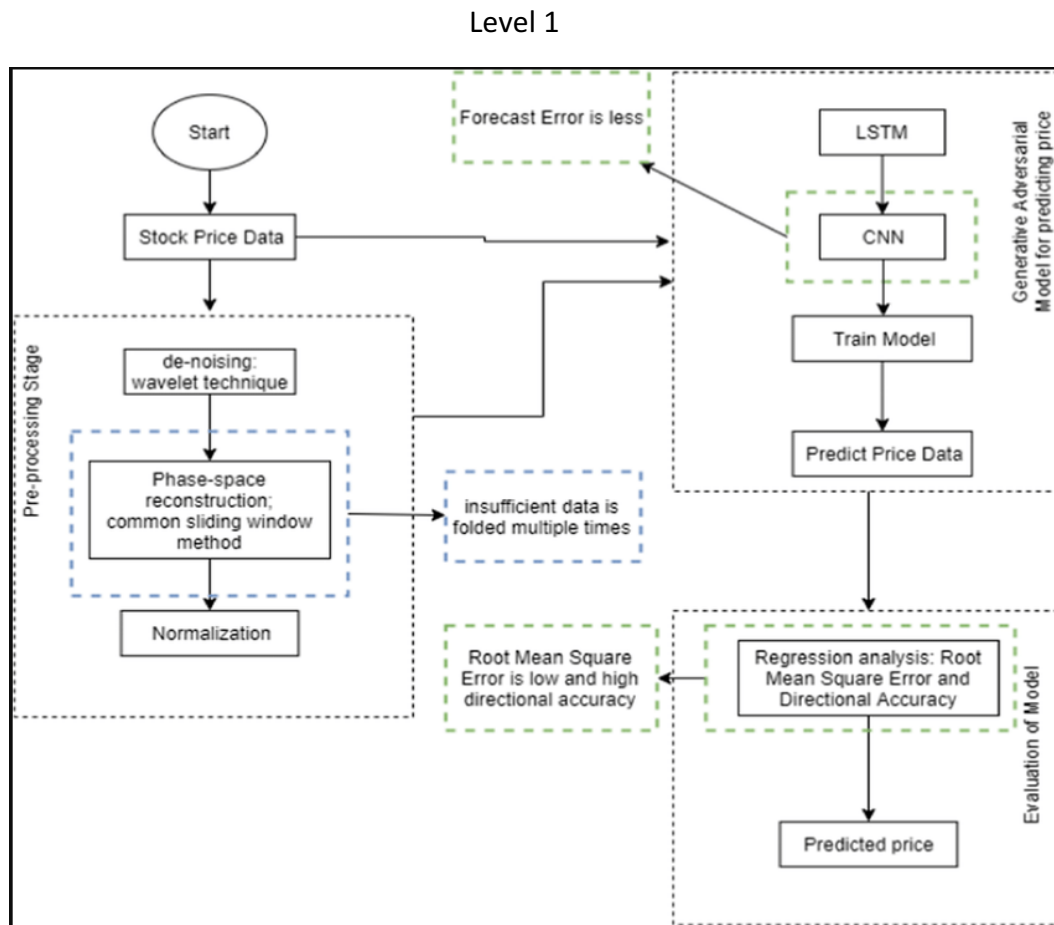 Level 1
Start
Stock Price Data
Pre-processing Stage
de-noising:
wavelet technique
Phase-space
reconstruction;
common sliding window
method
Normalization
insufficient data is
folded multiple times
Forecast Error is less
Generative Adversarial
Model for predicting price
LSTM
CNN
Train Model
Predict Price Data
Root Mean Square
Error is low and high
directional accuracy
Regression analysis: Root
Mean Square Error and
Directional Accuracy
Evaluation of Model
Predicted price